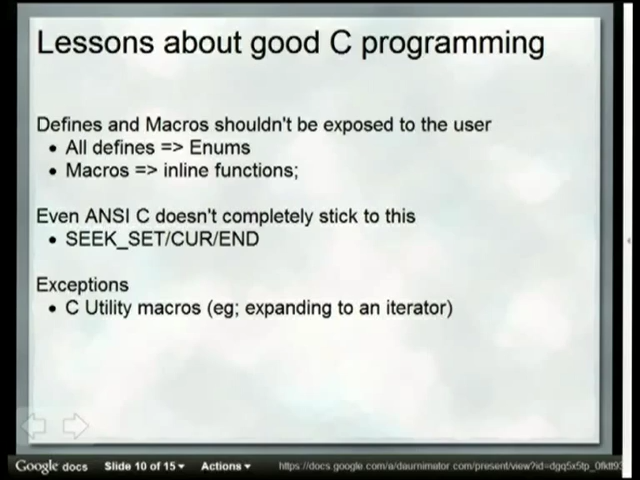 Lessons about good C programming
Defines and Macros shouldn't be exposed to the user
• All defines => Enums
• Macros => inline functions;
Even ANSI C doesn't completely stick to this
• SEEK_SET/CUR/END
Exceptions
• C Utility macros (eg; expanding to an iterator)
Google docs Slide 10 of 15 Actions